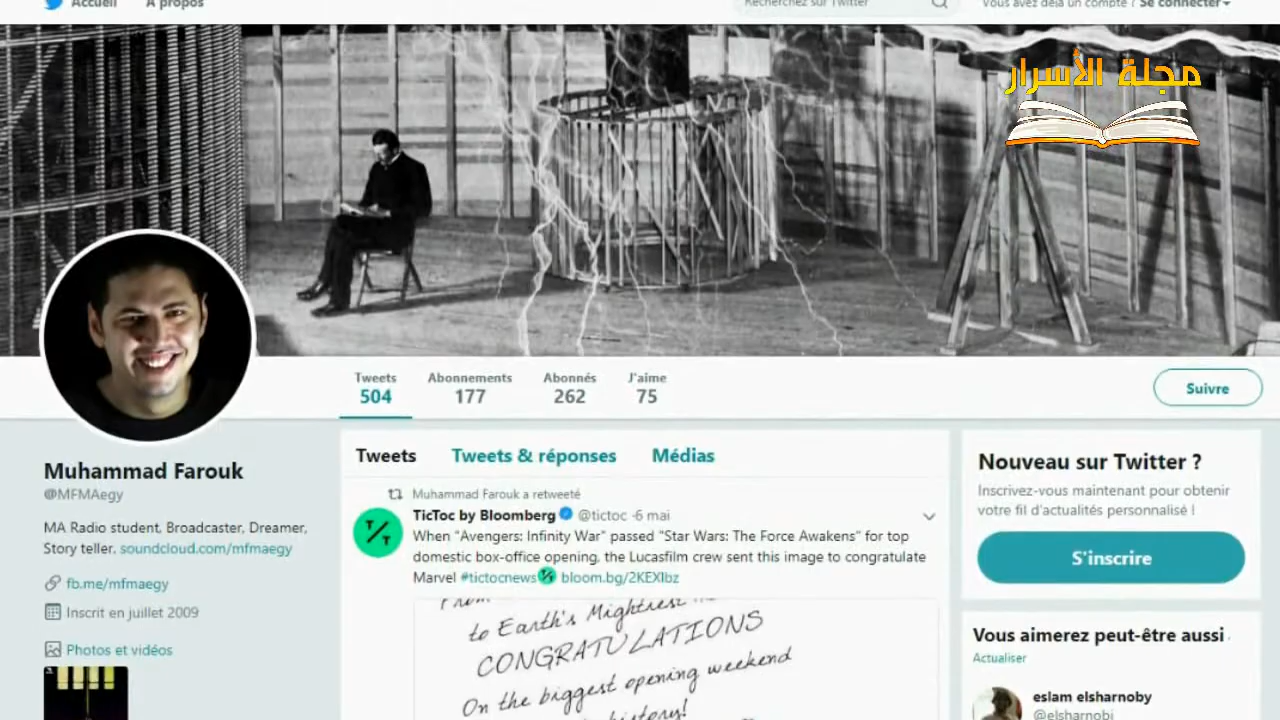 Accueil
À propos
Recherchez sur Twitter
Vous avez déjà un compte ? Se connecter
مجلة الأسرار
Tweets
504
Abonnements
177
Abonnés
262
J'aime
75
Suivre
Muhammad Farouk
@MFMAegy
MA Radio student, Broadcaster, Dreamer,
Story teller. soundcloud.com/mfmaegy
fb.me/mfmaegy
Inscrit en juillet 2009
Photos et vidéos
Tweets Tweets & réponses Médias
Muhammad Farouk a retweeté
T/T
TicToc by Bloomberg @tictoc · 6 mai
When "Avengers: Infinity War" passed "Star Wars: The Force Awakens" for top
domestic box-office opening, the Lucasfilm crew sent this image to congratulate
Marvel #tictocnews bloom.bg/2KEXIbz
From
to Earth's Mightiest
CONGRATULATIONS
On the biggest opening weekend
history!
Nouveau sur Twitter ?
Inscrivez-vous maintenant pour obtenir
votre fil d'actualités personnalisé !
S'inscrire
Vous aimerez peut-être aussi
Actualiser
eslam elsharnoby
@elsharnobi